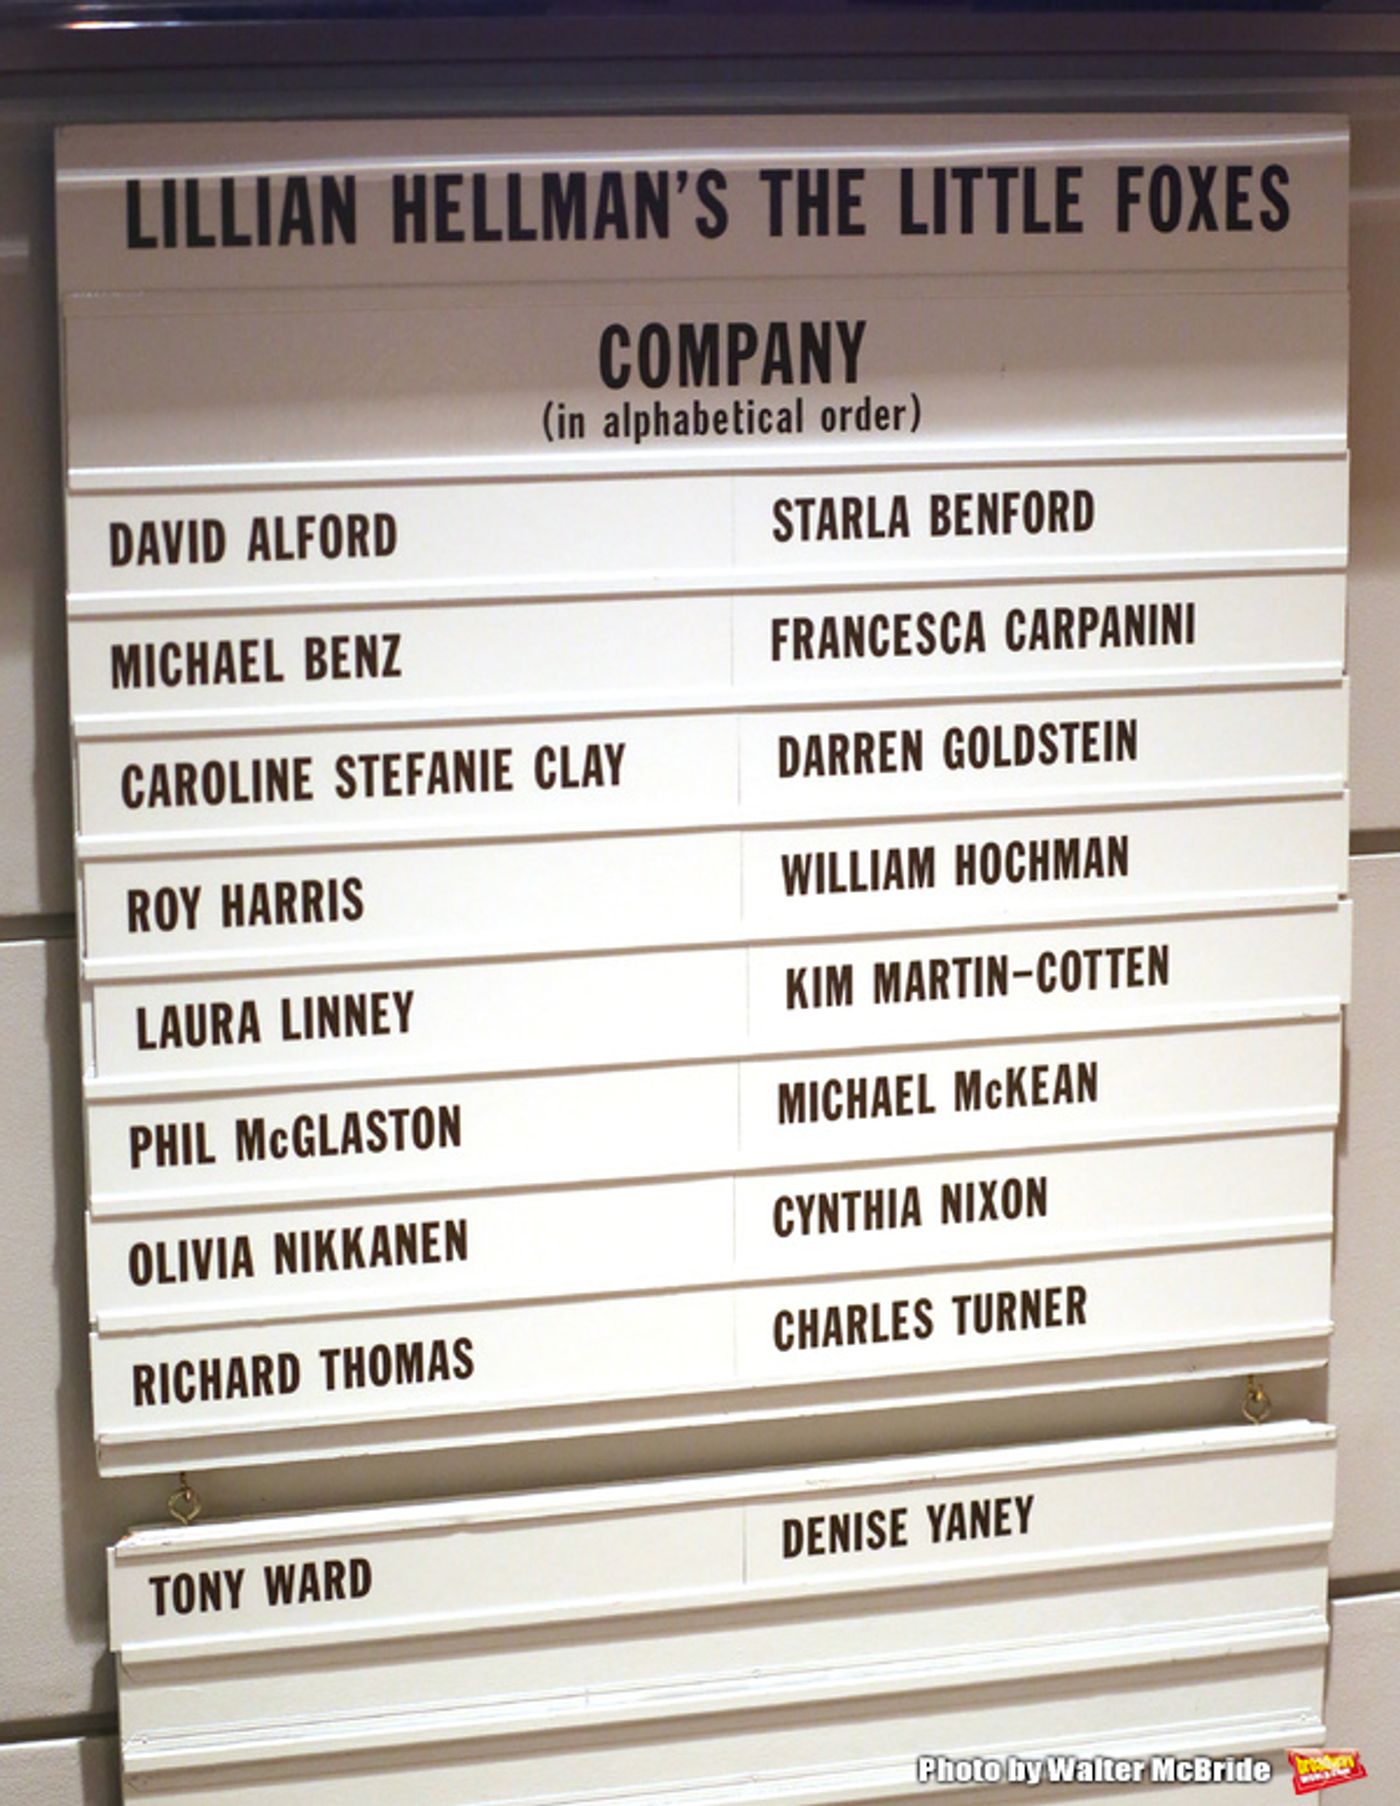 LILLIAN HELLMAN'S THE LITTLE FOXES
COMPANY
(in alphabetical order)
DAVID ALFORD STARLA BENFORD
MICHAEL BENZ FRANCESCA CARPANINI
CAROLINE STEFANIE CLAY DARREN GOLDSTEIN
ROY HARRIS WILLIAM HOCHMAN
LAURA LINNEY KIM MARTIN-COTTEN
PHIL McGLASTON MICHAEL McKEAN
OLIVIA NIKKANEN CYNTHIA NIXON
RICHARD THOMAS CHARLES TURNER
TONY WARD DENISE YANEY
Photo by Walter McBride